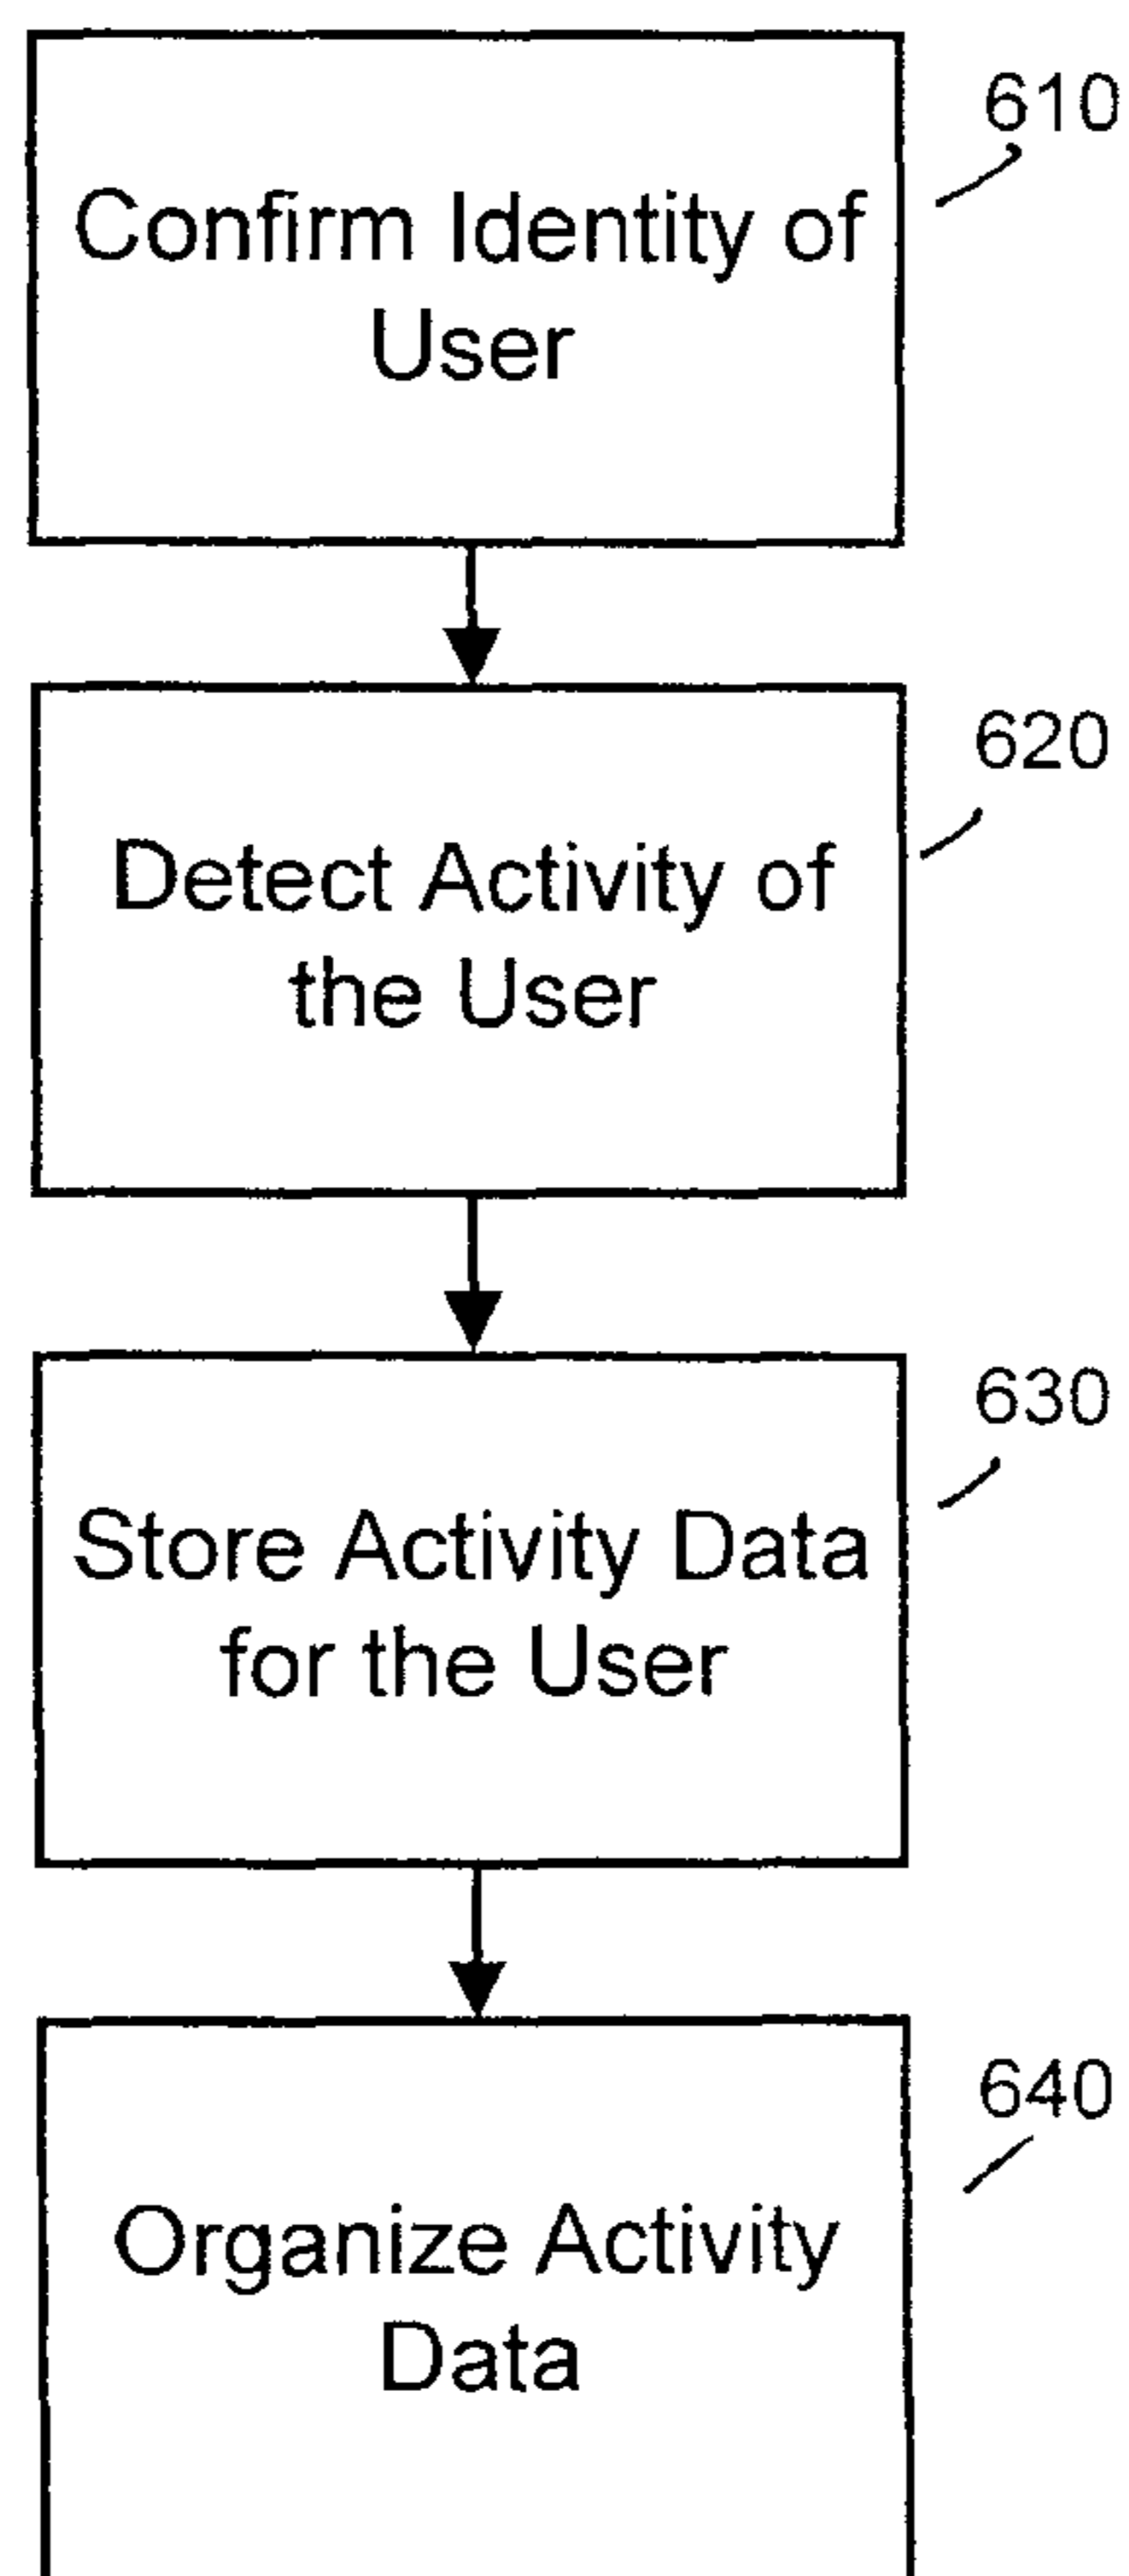 610
Confirm Identity of
User
620
Detect Activity of
the User
630
Store Activity Data
for the User
640
Organize Activity
Data